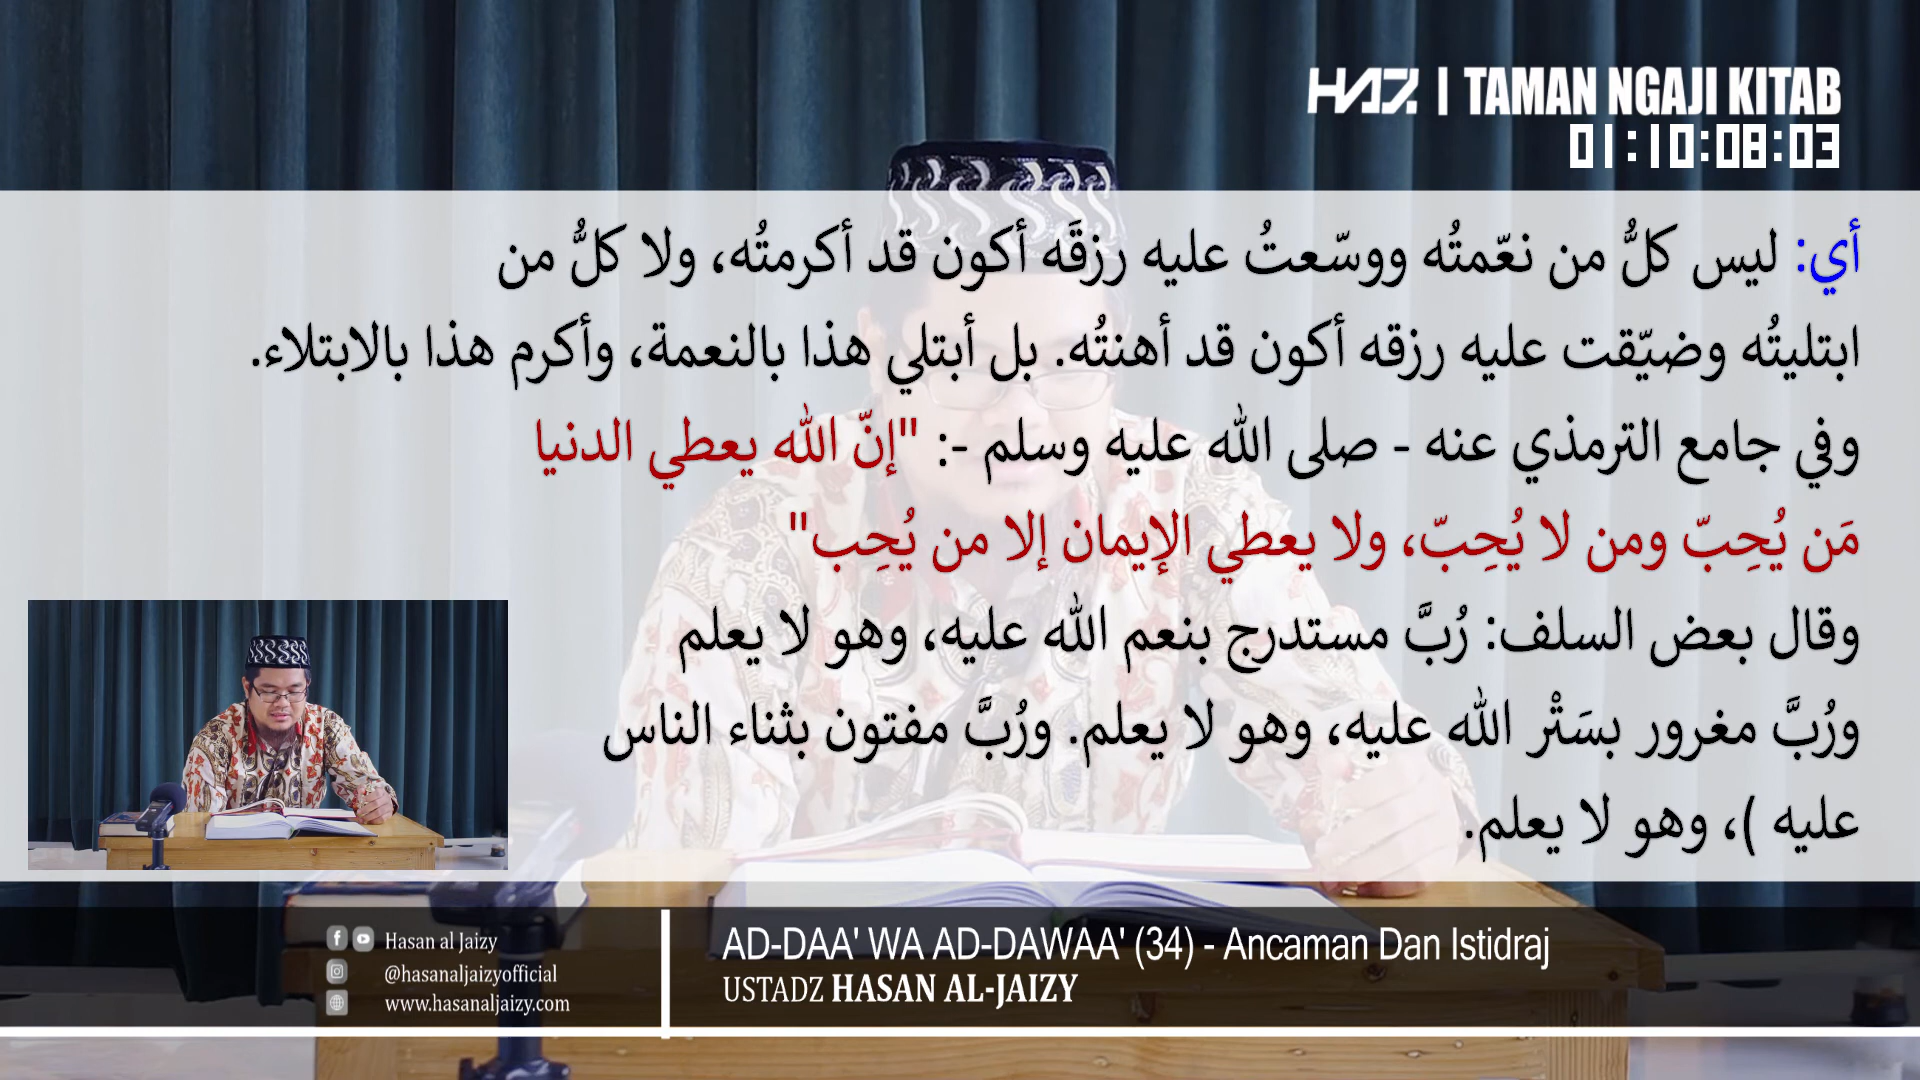 HAZ | TAMAN NGAJI KITAB
01:10:08:03
أي: ليس كلُّ من نعّمتُه ووسّعتُ عليه رزقَه أكون قد أكرمتُه، ولا كلُّ من
ابتليتُه وضيّقت عليه رزقه أكون قد أهنتُه. بل أبتلي هذا بالنعمة، وأكرم هذا بالابتلاء.
وفي جامع الترمذي عنه - صلى الله عليه وسلم -: "إنّ الله يعطي الدنيا
مَن يُحِبّ ومن لا يُحِبّ، ولا يعطي الإيمان إلا من يُحِب"
وقال بعض السلف: رُبَّ مستدرج بنعم الله عليه، وهو لا يعلم
ورُبَّ مغرور بسَتْر الله عليه، وهو لا يعلم. ورُبَّ مفتون بثناء الناس
عليه )، وهو لا يعلم.
Hasan al Jaizy
@hasanaljaizyofficial
www.hasanaljaizy.com
AD-DAA' WA AD-DAWAA' (34) - Ancaman Dan Istidraj
USTADZ HASAN AL-JAIZY